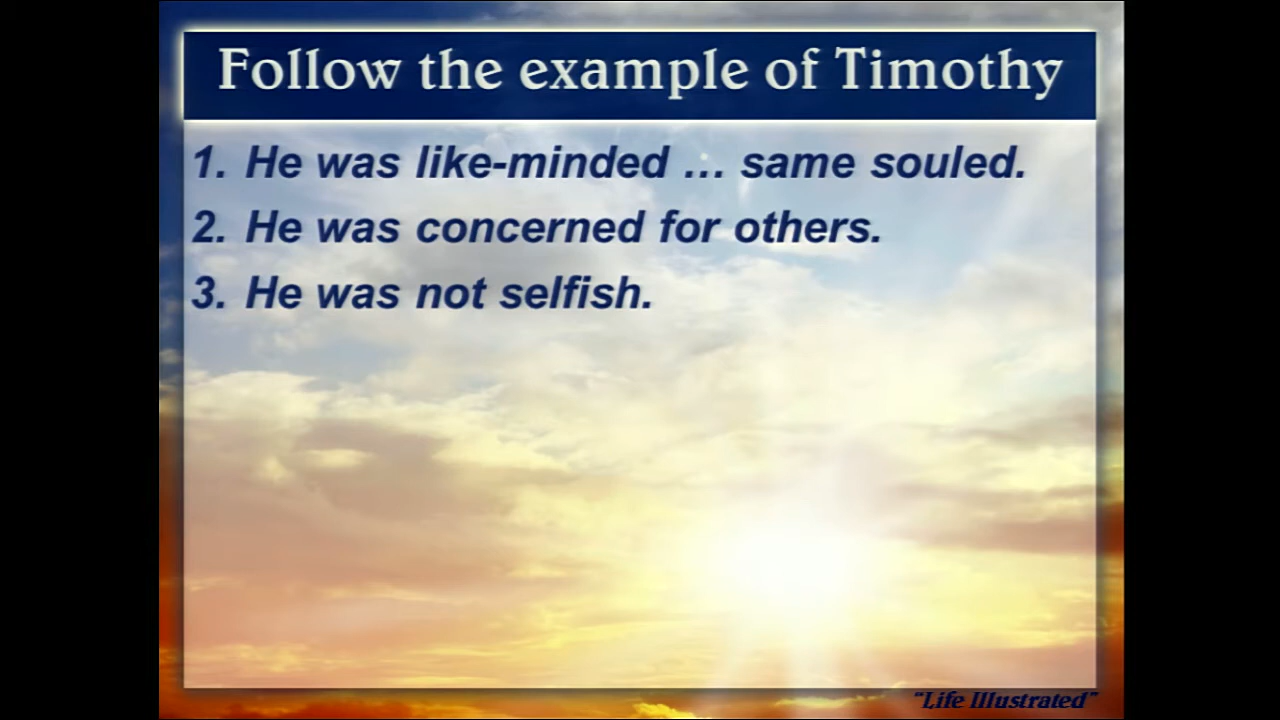 Follow the example of Timothy
1. He was like-minded … same souled.
2. He was concerned for others.
3. He was not selfish.
“Life Illustrated”